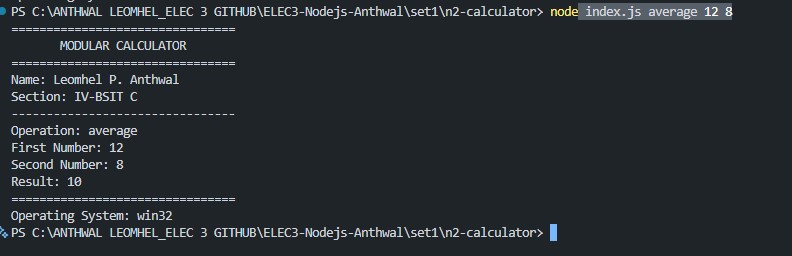 PS C:\ANTHWAL LEOMHEL_ELEC 3 GITHUB\ELEC3-Nodejs-Anthwal\set1\n2-calculator> node index.js average 12 8
================================
MODULAR CALCULATOR
================================
Name: Leomhel P. Anthwal
Section: IV-BSIT C
--------------------------------
Operation: average
First Number: 12
Second Number: 8
Result: 10
================================
Operating System: win32
PS C:\ANTHWAL LEOMHEL_ELEC 3 GITHUB\ELEC3-Nodejs-Anthwal\set1\n2-calculator>